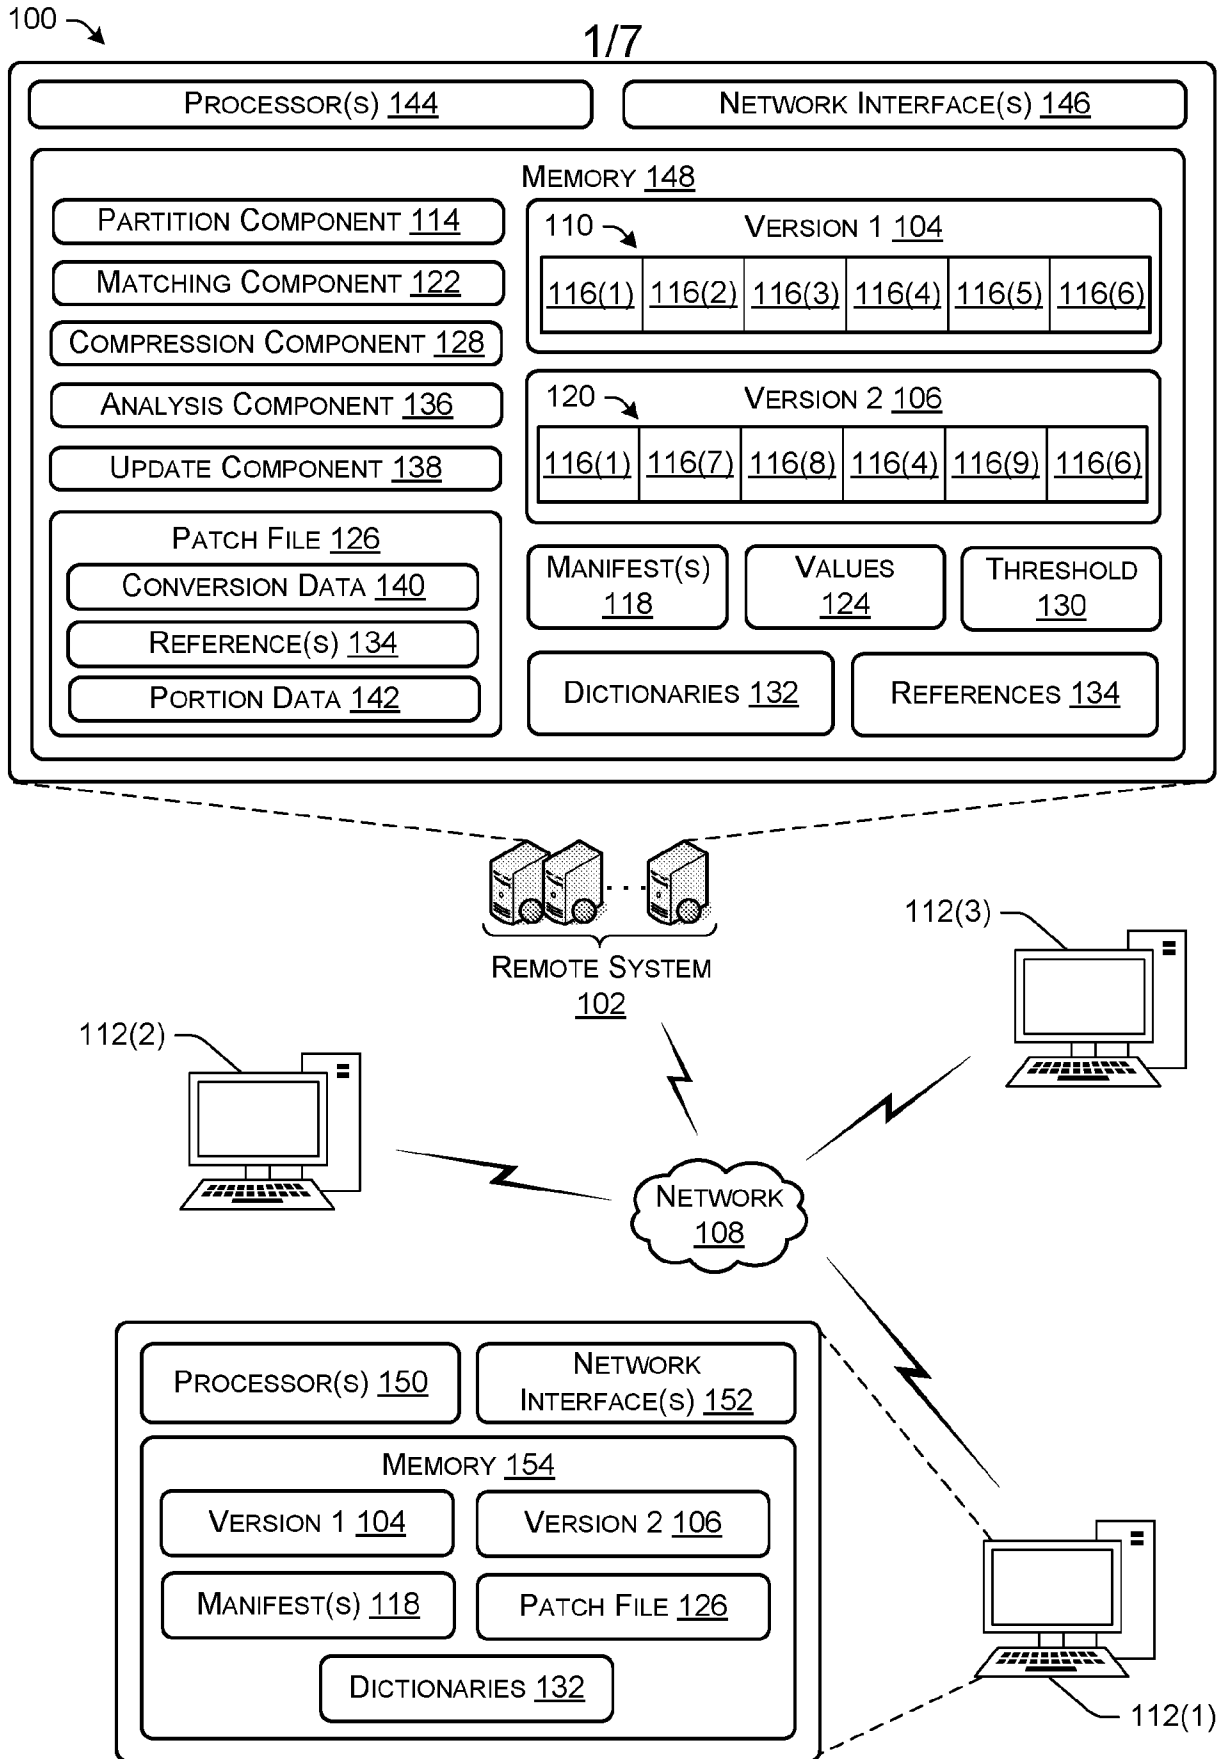 100
1/7
PROCESSOR(S) 144
NETWORK INTERFACE(S) 146
MEMORY 148
PARTITION COMPONENT 114
MATCHING COMPONENT 122
COMPRESSION COMPONENT 128
ANALYSIS COMPONENT 136
UPDATE COMPONENT 138
PATCH FILE 126
CONVERSION DATA 140
REFERENCE(S) 134
PORTION DATA 142
110
VERSION 1 104
116(1) 116(2) 116(3) 116(4) 116(5) 116(6)
120
VERSION 2 106
116(1) 116(7) 116(8) 116(4) 116(9) 116(6)
MANIFEST(S)
118
VALUES
124
THRESHOLD
130
DICTIONARIES 132
REFERENCES 134
REMOTE SYSTEM
102
112(3)
112(2)
NETWORK
108
PROCESSOR(S) 150
NETWORK
INTERFACE(S) 152
MEMORY 154
VERSION 1 104
VERSION 2 106
MANIFEST(S) 118
PATCH FILE 126
DICTIONARIES 132
112(1)